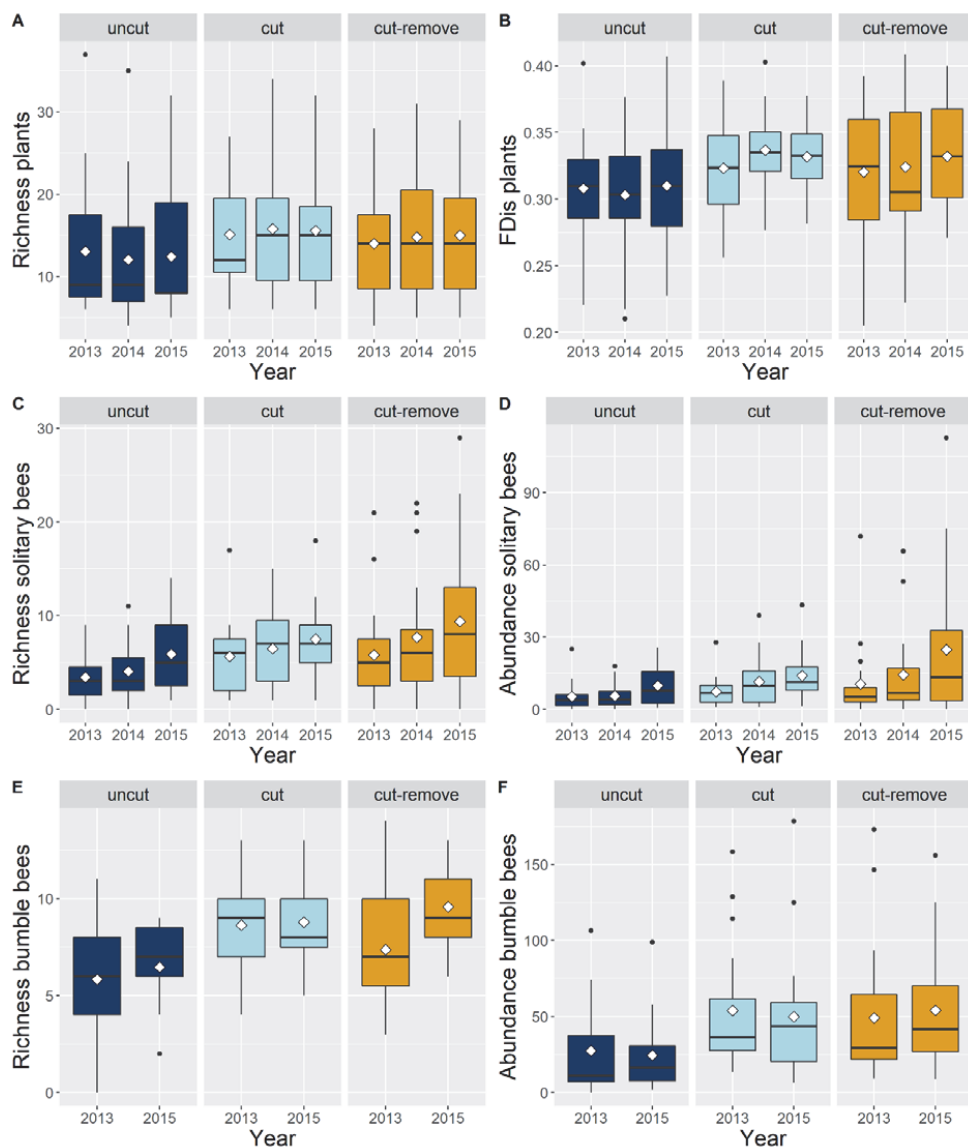 A
uncut cut cut-remove
Richness plants
30
20
10
2013 2014 2015 2013 2014 2015 2013 2014 2015
Year
B
uncut cut cut-remove
FDis plants
0.40
0.35
0.30
0.25
0.20
2013 2014 2015 2013 2014 2015 2013 2014 2015
Year
C
uncut cut cut-remove
Richness solitary bees
30
20
10
0
2013 2014 2015 2013 2014 2015 2013 2014 2015
Year
D
uncut cut cut-remove
Abundance solitary bees
90
60
30
0
2013 2014 2015 2013 2014 2015 2013 2014 2015
Year
E
uncut cut cut-remove
Richness bumble bees
10
5
0
2013 2015 2013 2015 2013 2015
Year
F
uncut cut cut-remove
Abundance bumble bees
150
100
50
0
2013 2015 2013 2015 2013 2015
Year